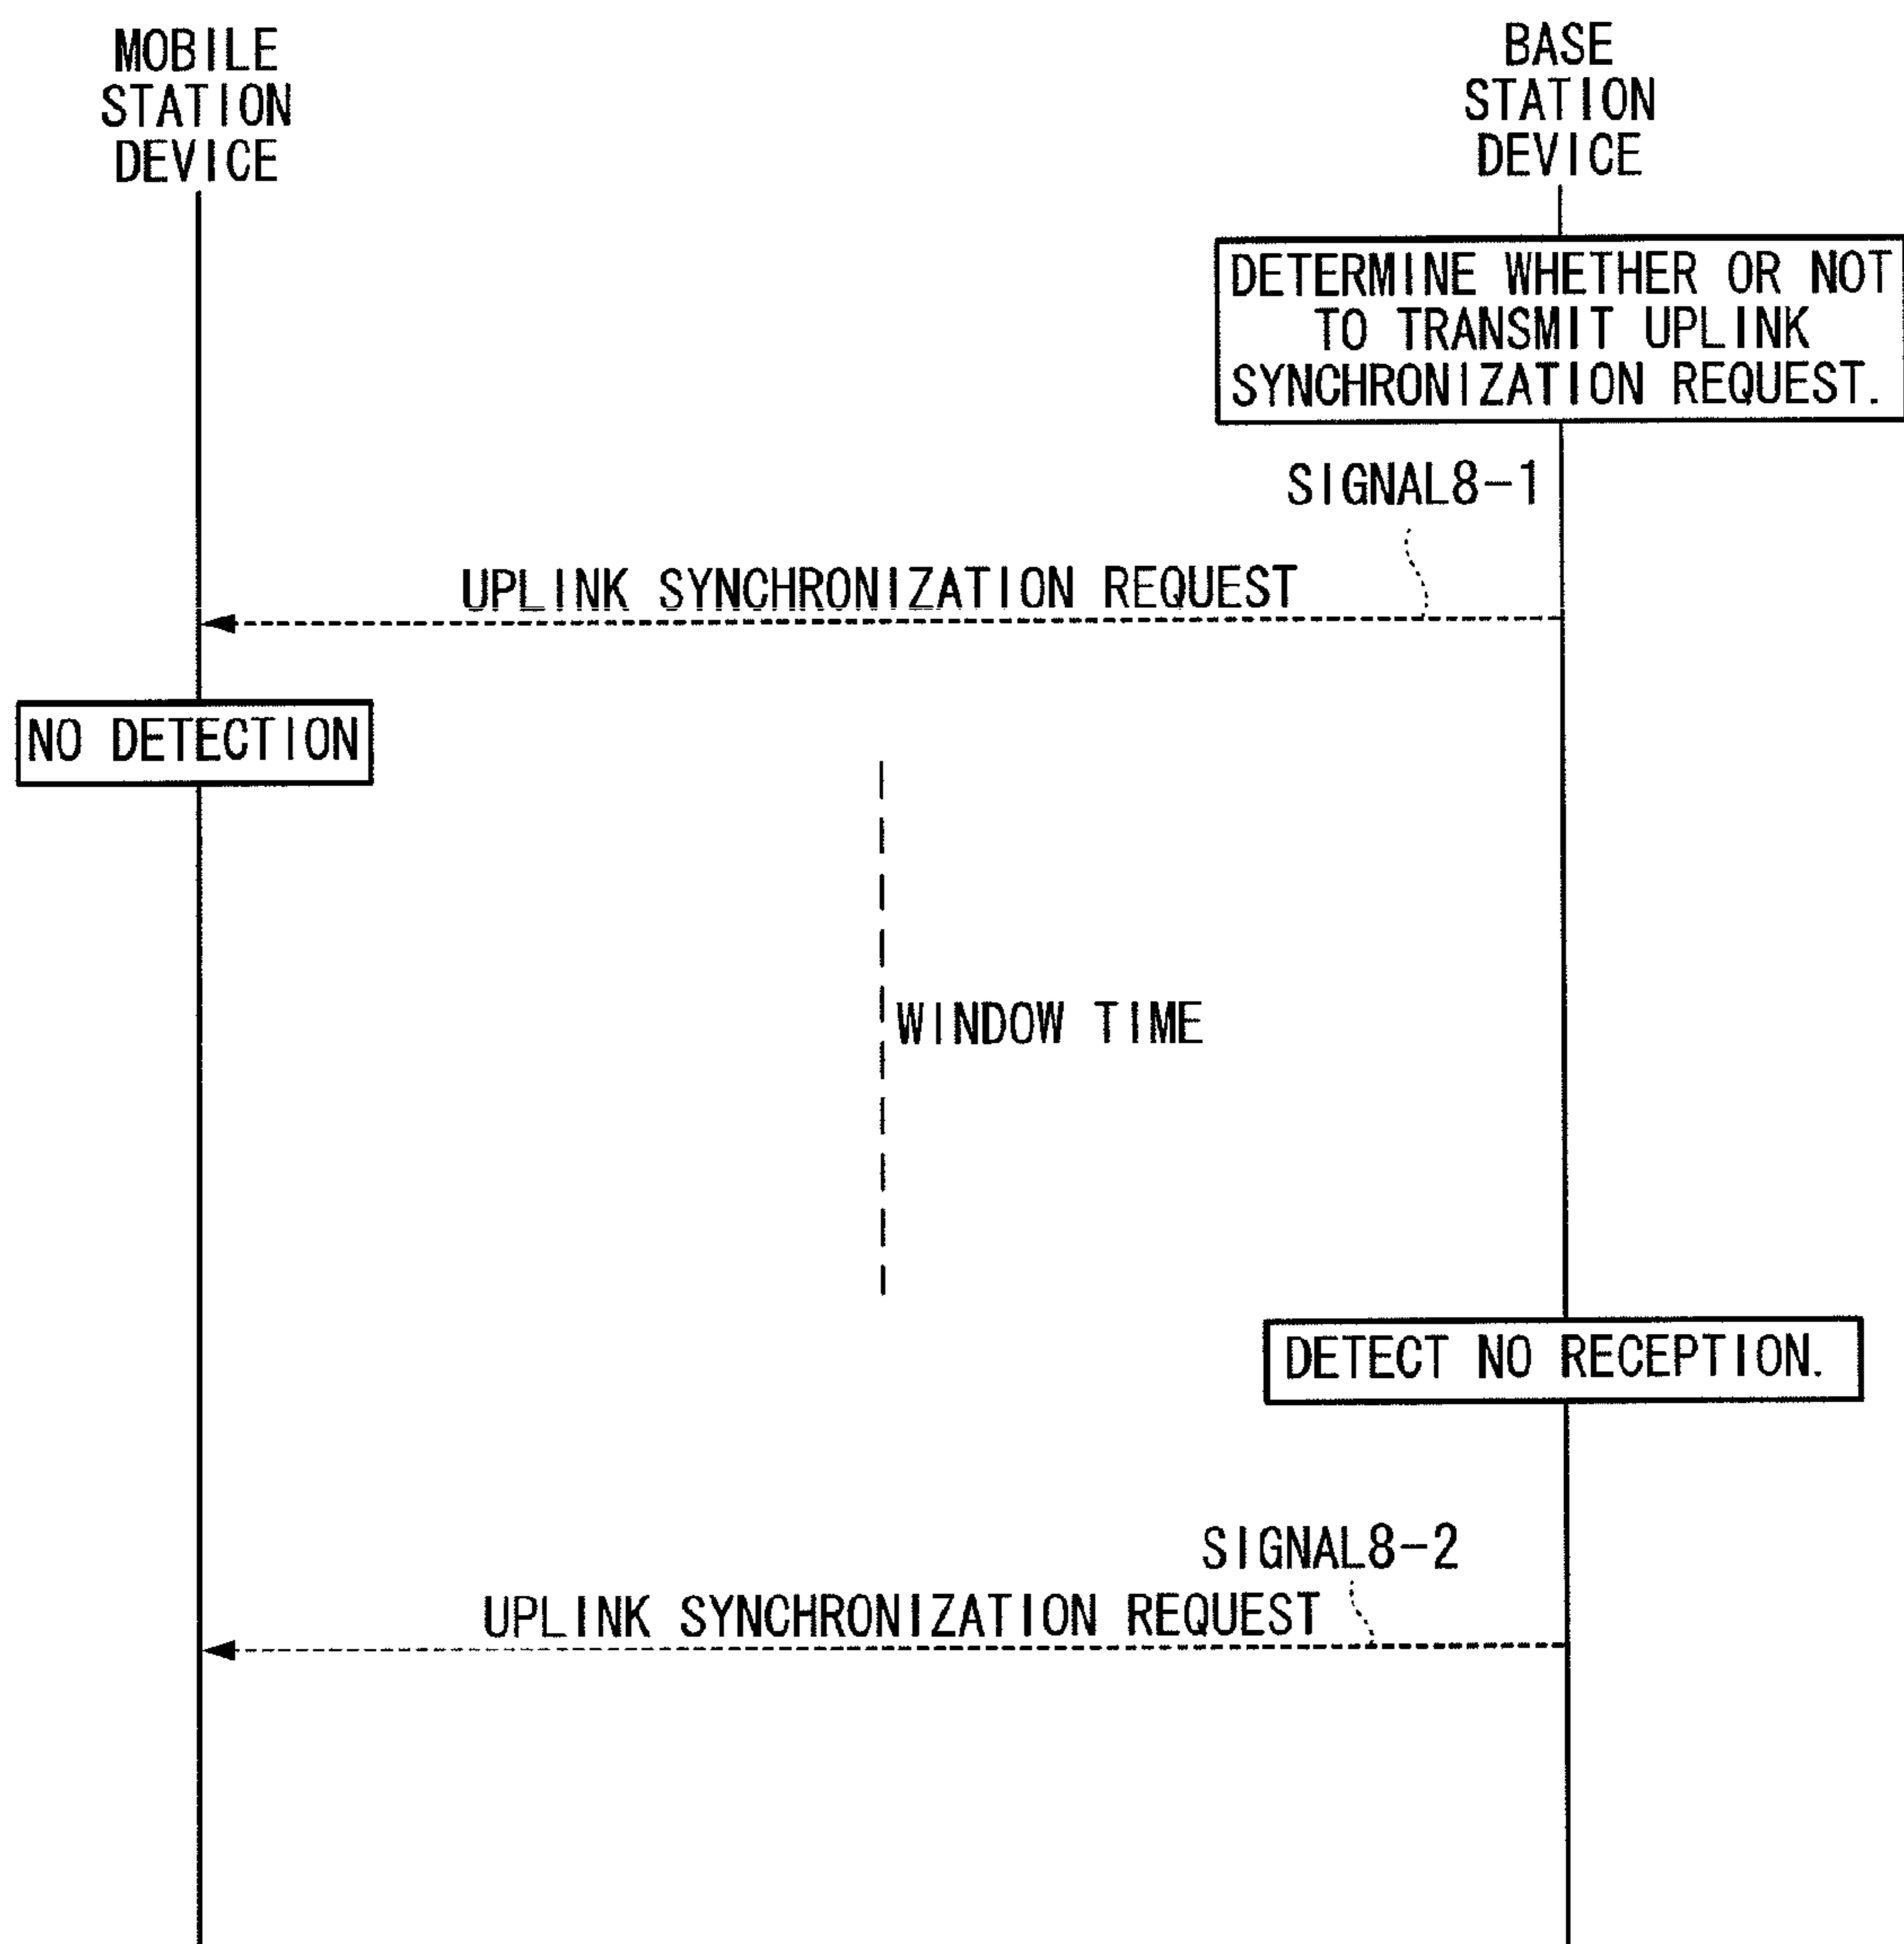 MOBILE
STATION
DEVICE
BASE
STATION
DEVICE
DETERMINE WHETHER OR NOT
TO TRANSMIT UPLINK
SYNCHRONIZATION REQUEST.
SIGNAL8-1
UPLINK SYNCHRONIZATION REQUEST
NO DETECTION
WINDOW TIME
DETECT NO RECEPTION.
SIGNAL8-2
UPLINK SYNCHRONIZATION REQUEST